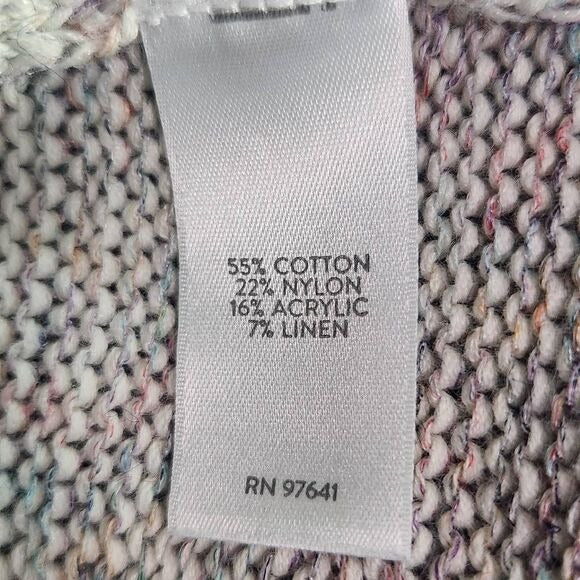 55% COTTON
22% NYLON
16% ACRYLIC
7% LINEN
RN 97641